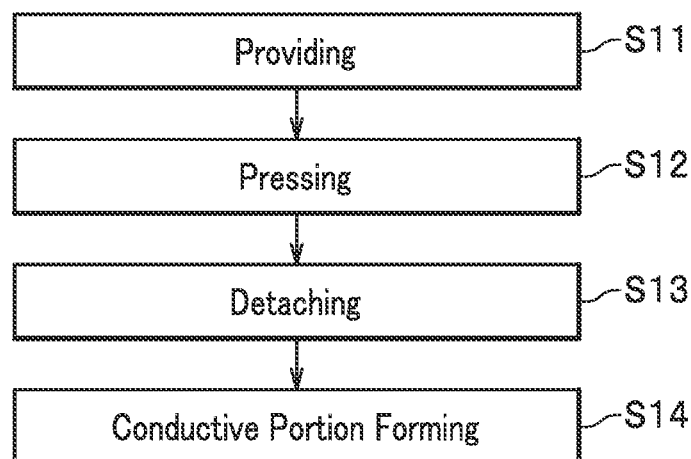 Providing S11
Pressing S12
Detaching S13
Conductive Portion Forming S14